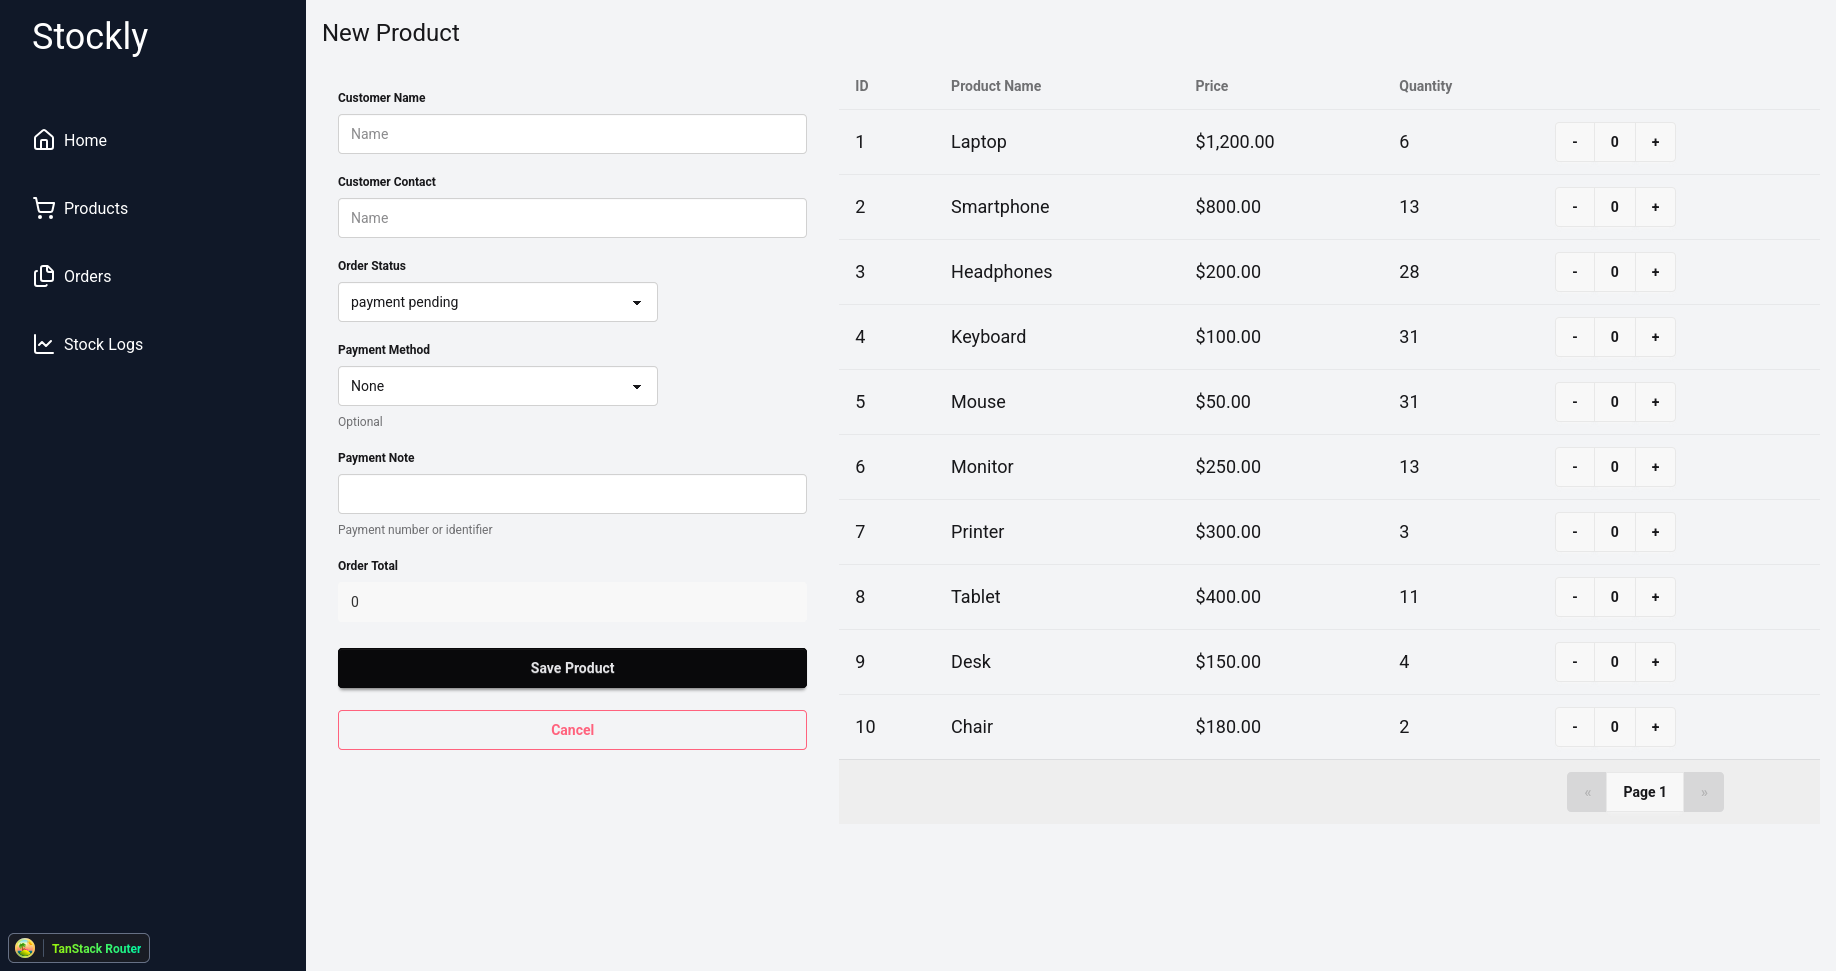 Stockly
Home
Products
Orders
Stock Logs
TanStack Router
New Product
Customer Name
Name
Customer Contact
Name
Order Status
payment pending
Payment Method
None
Optional
Payment Note
Payment number or identifier
Order Total
0
Save Product
Cancel
ID Product Name Price Quantity
1 Laptop $1,200.00 6 - 0 +
2 Smartphone $800.00 13 - 0 +
3 Headphones $200.00 28 - 0 +
4 Keyboard $100.00 31 - 0 +
5 Mouse $50.00 31 - 0 +
6 Monitor $250.00 13 - 0 +
7 Printer $300.00 3 - 0 +
8 Tablet $400.00 11 - 0 +
9 Desk $150.00 4 - 0 +
10 Chair $180.00 2 - 0 +
« Page 1 »